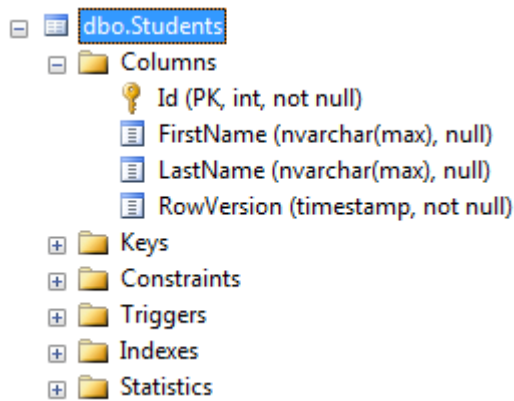 dbo.Students
Columns
Id (PK, int, not null)
FirstName (nvarchar(max), null)
LastName (nvarchar(max), null)
RowVersion (timestamp, not null)
Keys
Constraints
Triggers
Indexes
Statistics